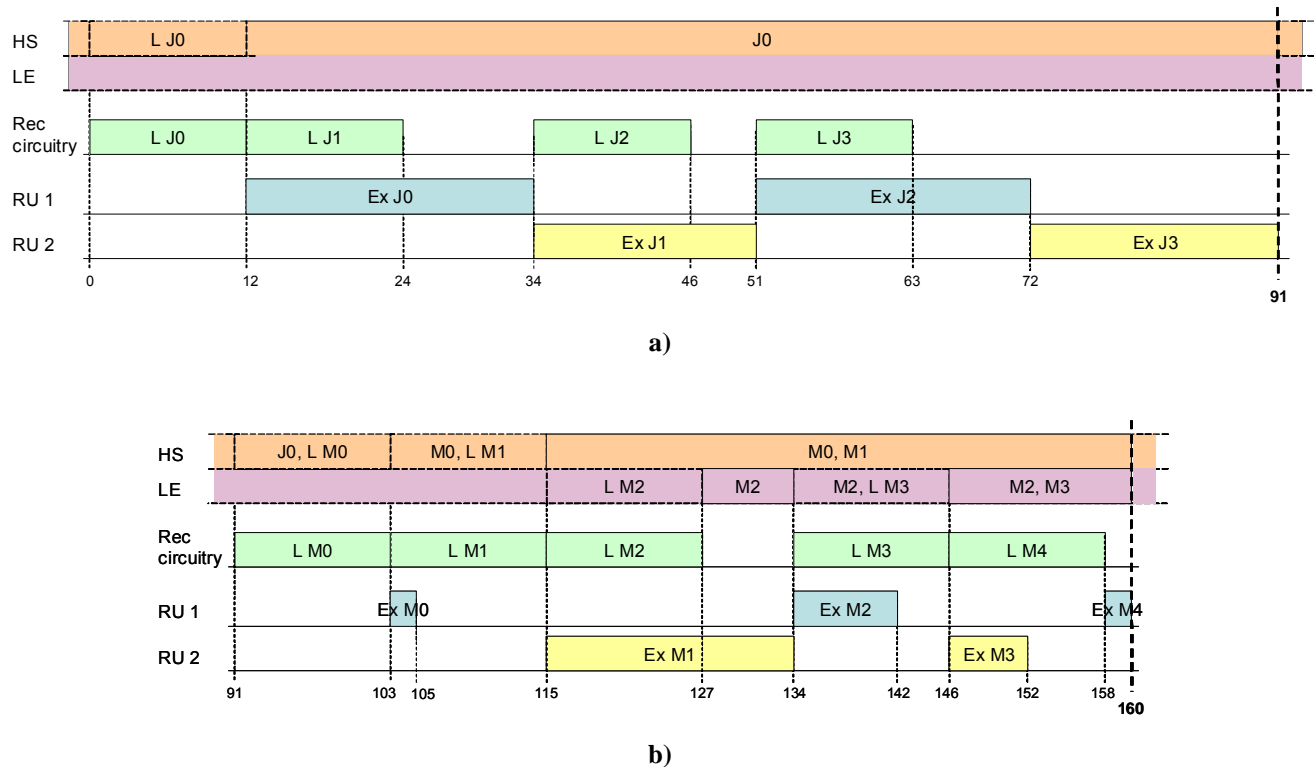 HS L J0 J0
LE
Rec circuitry L J0 L J1 L J2 L J3
RU 1 Ex J0 Ex J2
RU 2 Ex J1 Ex J3
0 12 24 34 46 51 63 72 91
a)
HS J0, L M0 M0, L M1 M0, M1
LE L M2 M2 M2, L M3 M2, M3
Rec circuitry L M0 L M1 L M2 L M3 L M4
RU 1 Ex M0 Ex M2 Ex M4
RU 2 Ex M1 Ex M3
91 103 105 115 127 134 142 146 152 158 160
b)